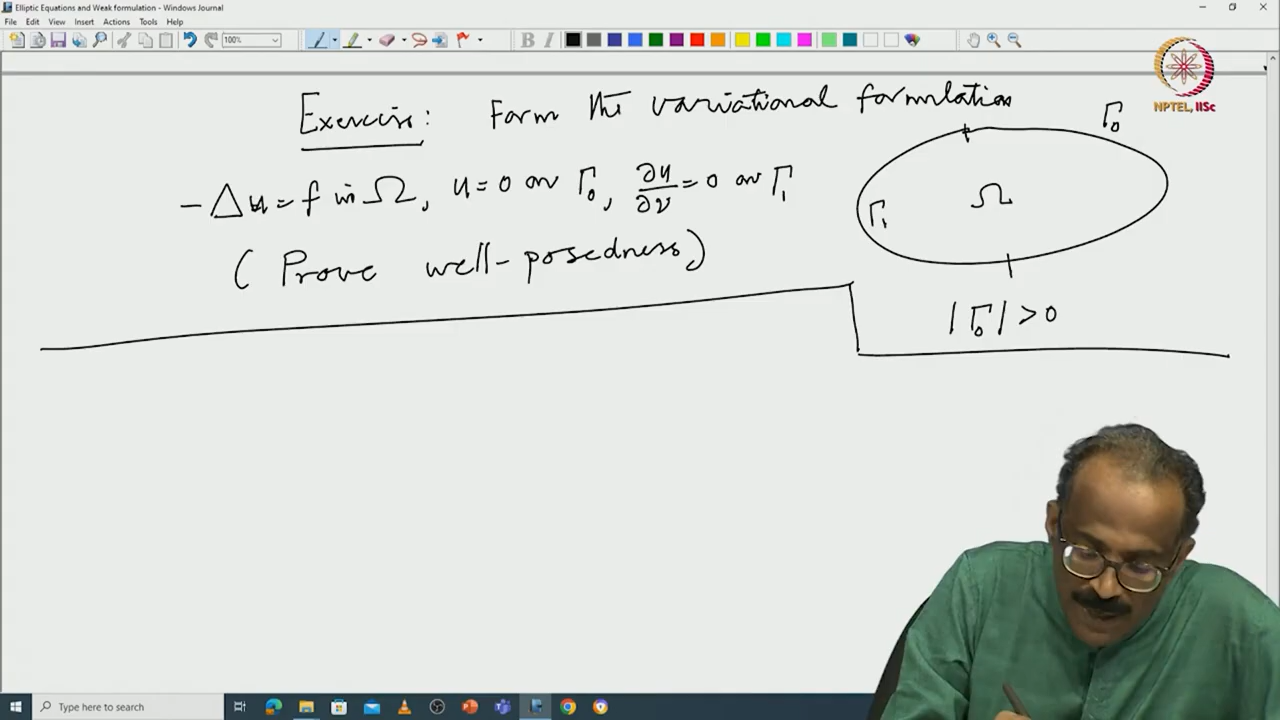 Elliptic Equations and Weak formulation - Windows Journal
File Edit View Insert Actions Tools Help
100%
B I
NPTEL, IISc
Exercise: Form the variational formulation
Γ₀
-Δu = f in Ω, u = 0 on Γ₀, ∂u/∂ν = 0 on Γ₁
Γ₁ Ω
(Prove well-posedness)
|Γ₀| > 0
Type here to search